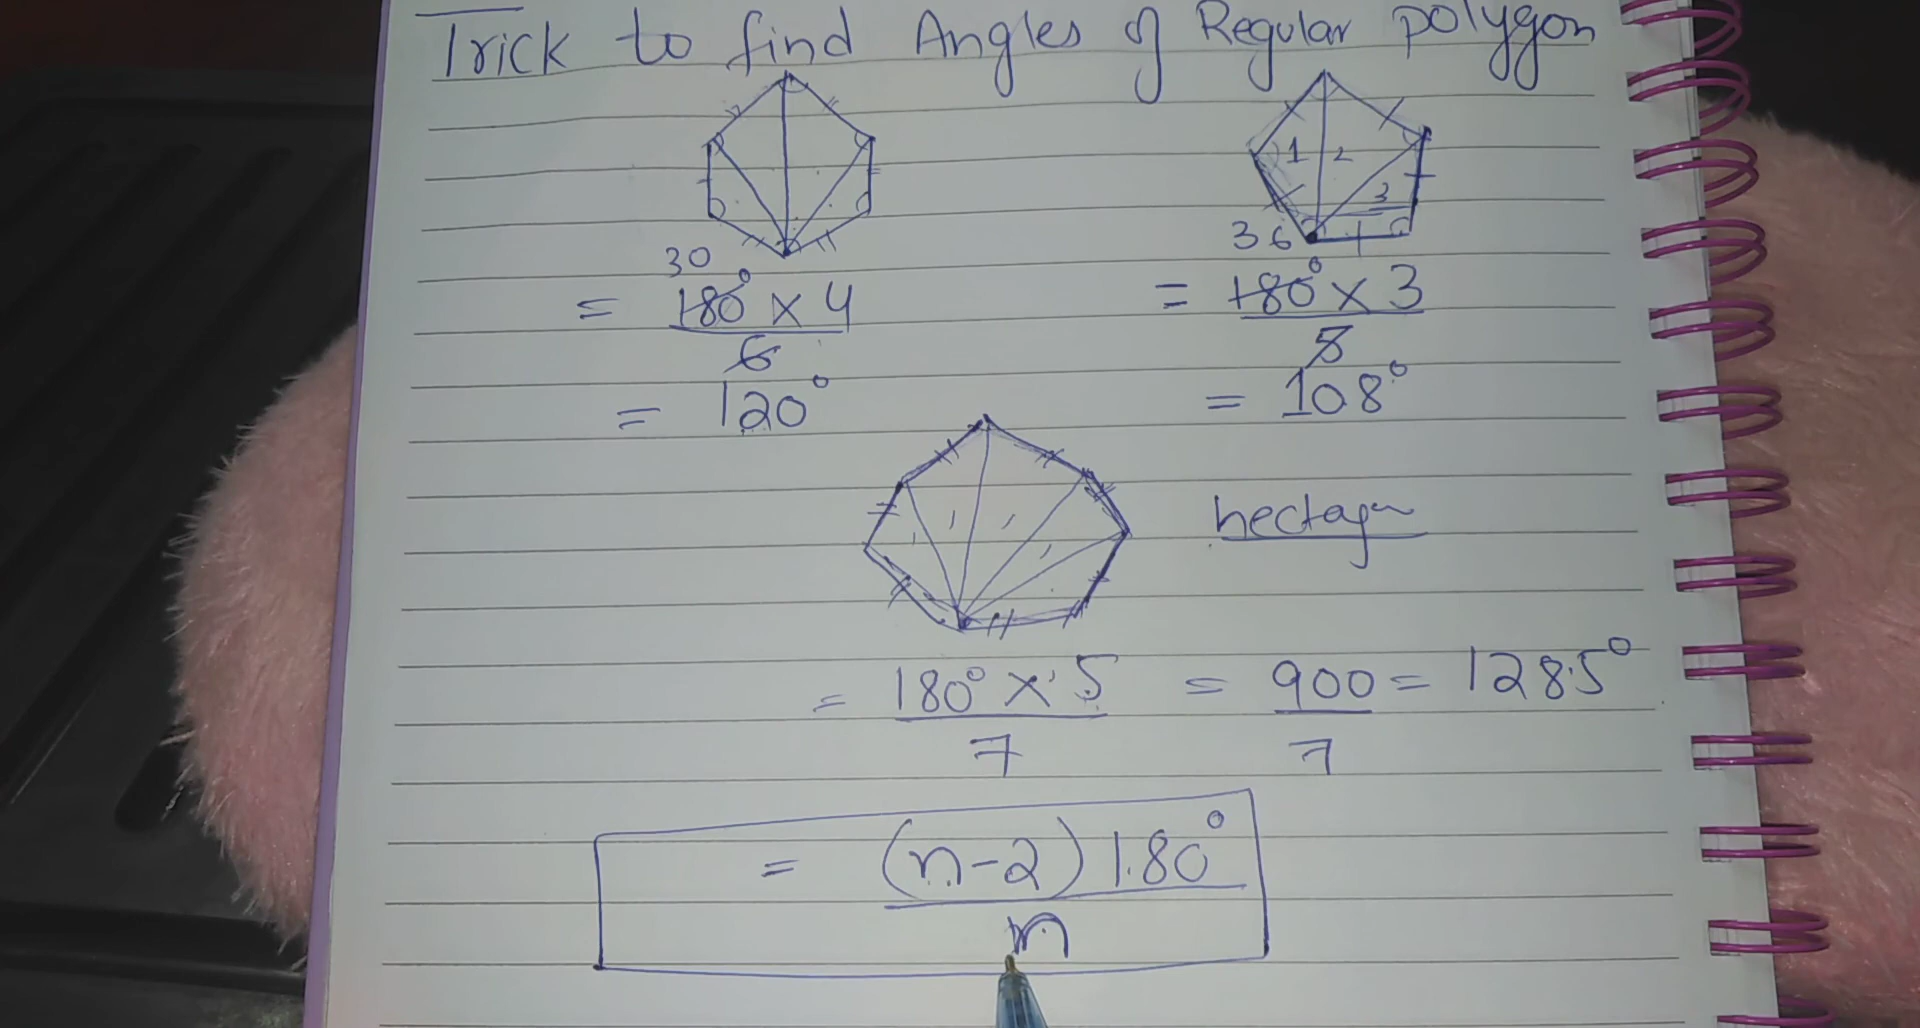 Trick to find Angles of Regular polygon
1 2
3
30
36
= 180° x 4
6
= 120°
= 180° x 3
5
= 108°
hectagon
= 180° x 5 = 900 = 128.5°
7 7
= (n-2) 180°
n